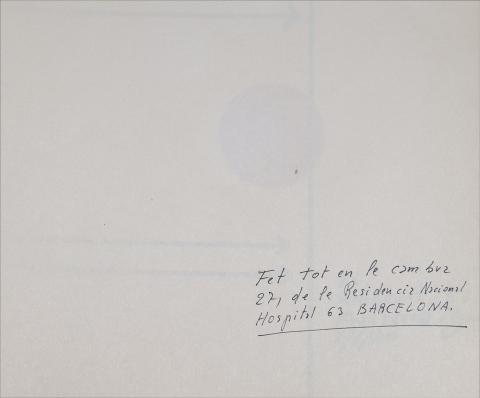 Fet tot en le cambra
27, de le Residencia Nacional
Hospital 63 BARCELONA.